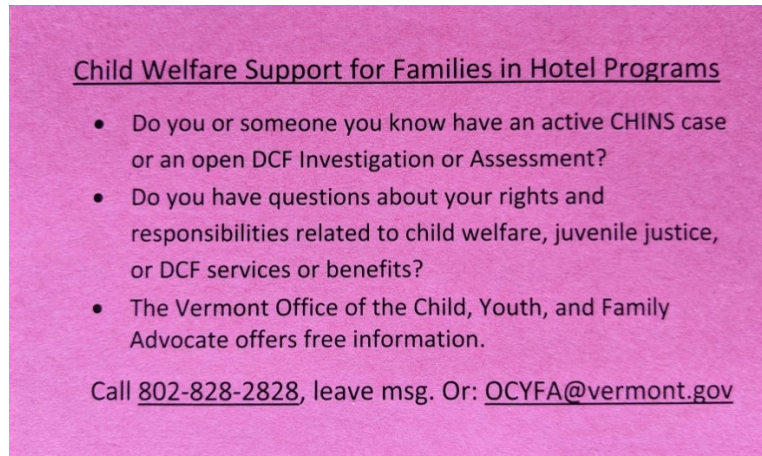 Child Welfare Support for Families in Hotel Programs
• Do you or someone you know have an active CHINS case
or an open DCF Investigation or Assessment?
• Do you have questions about your rights and
responsibilities related to child welfare, juvenile justice,
or DCF services or benefits?
• The Vermont Office of the Child, Youth, and Family
Advocate offers free information.
Call 802-828-2828, leave msg. Or: OCYFA@vermont.gov